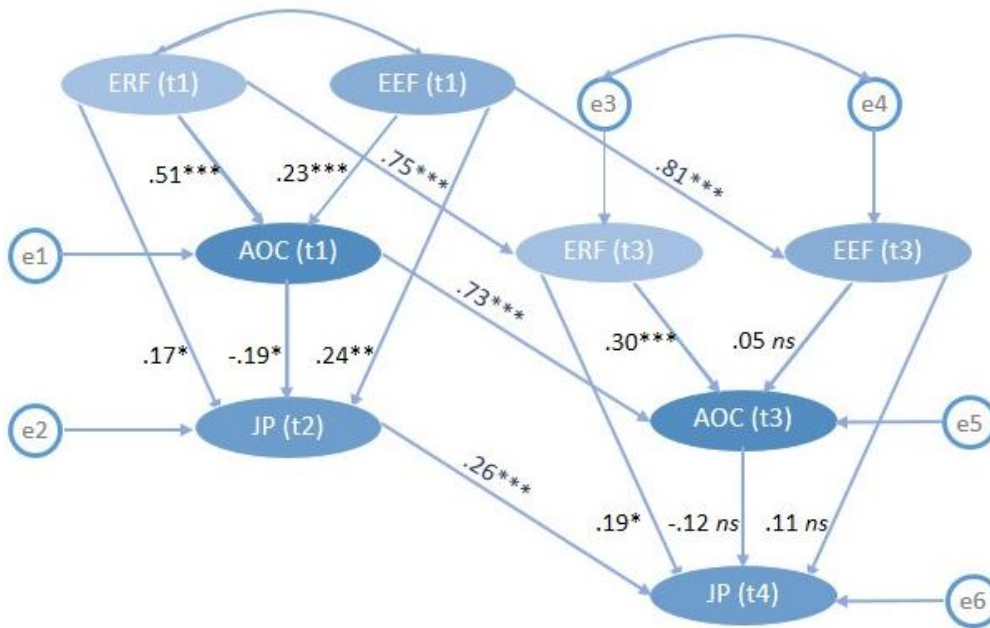 ERF (t1)
EEF (t1)
e3
e4
.51***
.23***
.75***
.81***
e1
AOC (t1)
ERF (t3)
EEF (t3)
.73***
.17*
-.19*
.24**
.30***
.05 ns
e2
JP (t2)
AOC (t3)
e5
.26***
.19*
-.12 ns
.11 ns
JP (t4)
e6